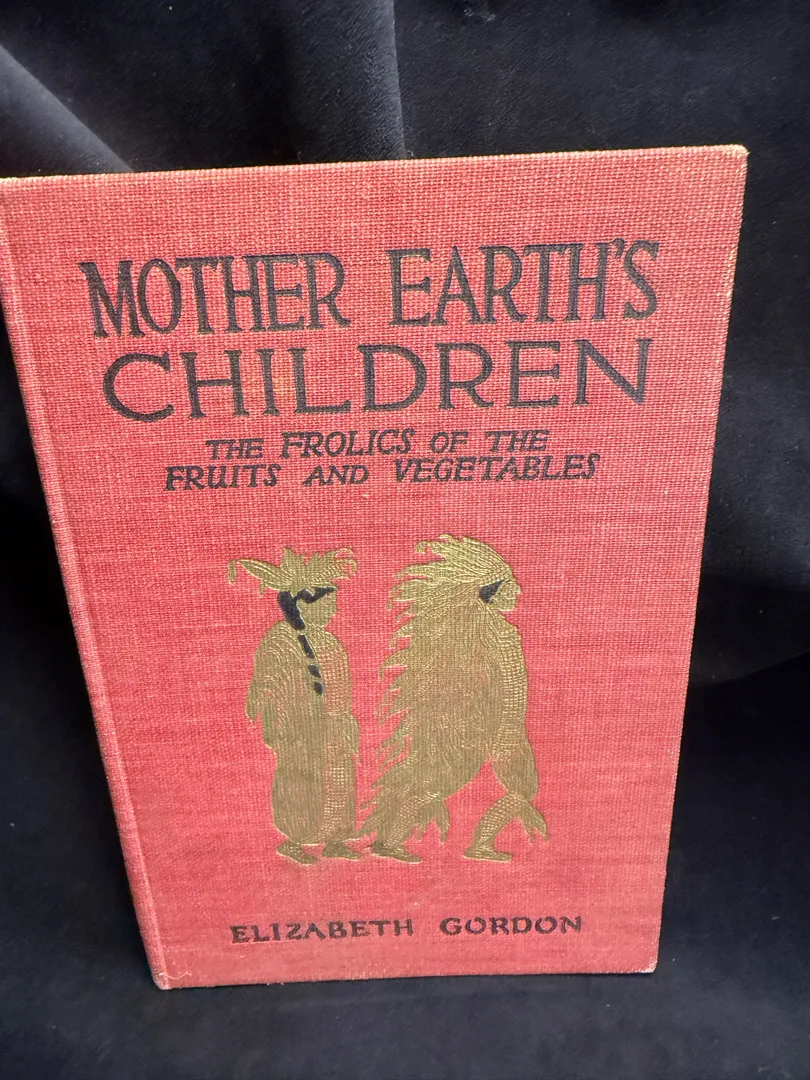 MOTHER EARTH'S
CHILDREN
THE FROLICS OF THE
FRUITS AND VEGETABLES
ELIZABETH GORDON